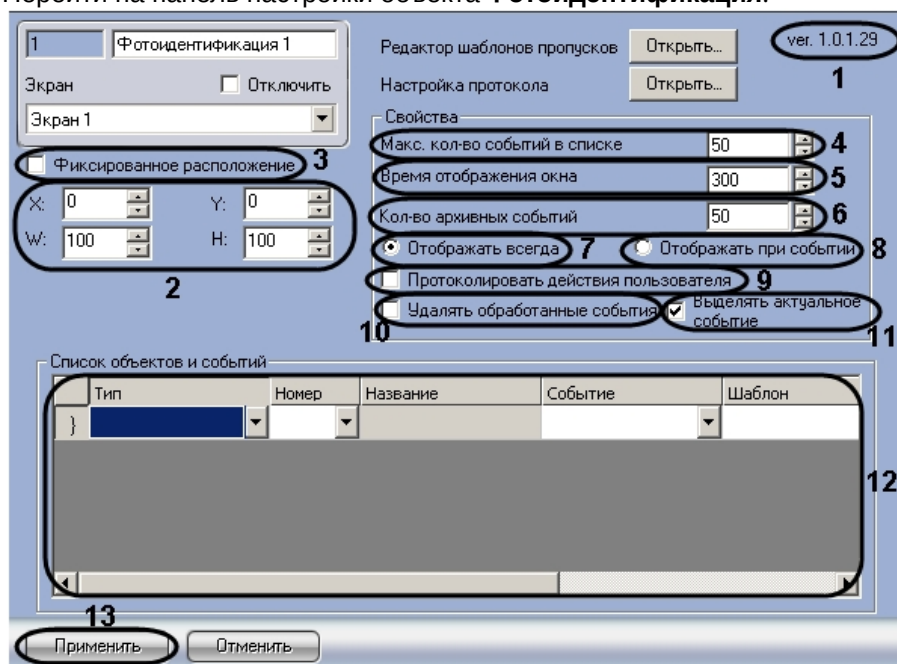 Перейти на панель настройки объекта Фотоидентификация.
1 Фотоидентификация 1
Экран Отключить
Экран 1
Фиксированное расположение 3
X: 0 Y: 0
W: 100 H: 100
2
Редактор шаблонов пропусков Открыть... ver. 1.0.1.29
Настройка протокола Открыть... 1
Свойства
Макс. кол-во событий в списке 50 4
Время отображения окна 300 5
Кол-во архивных событий 50 6
Отображать всегда 7 Отображать при событии 8
Протоколировать действия пользователя 9
Удалять обработанные события 10
Выделять актуальное
событие 11
Список объектов и событий
Тип Номер Название Событие Шаблон
}
12
13
Применить Отменить